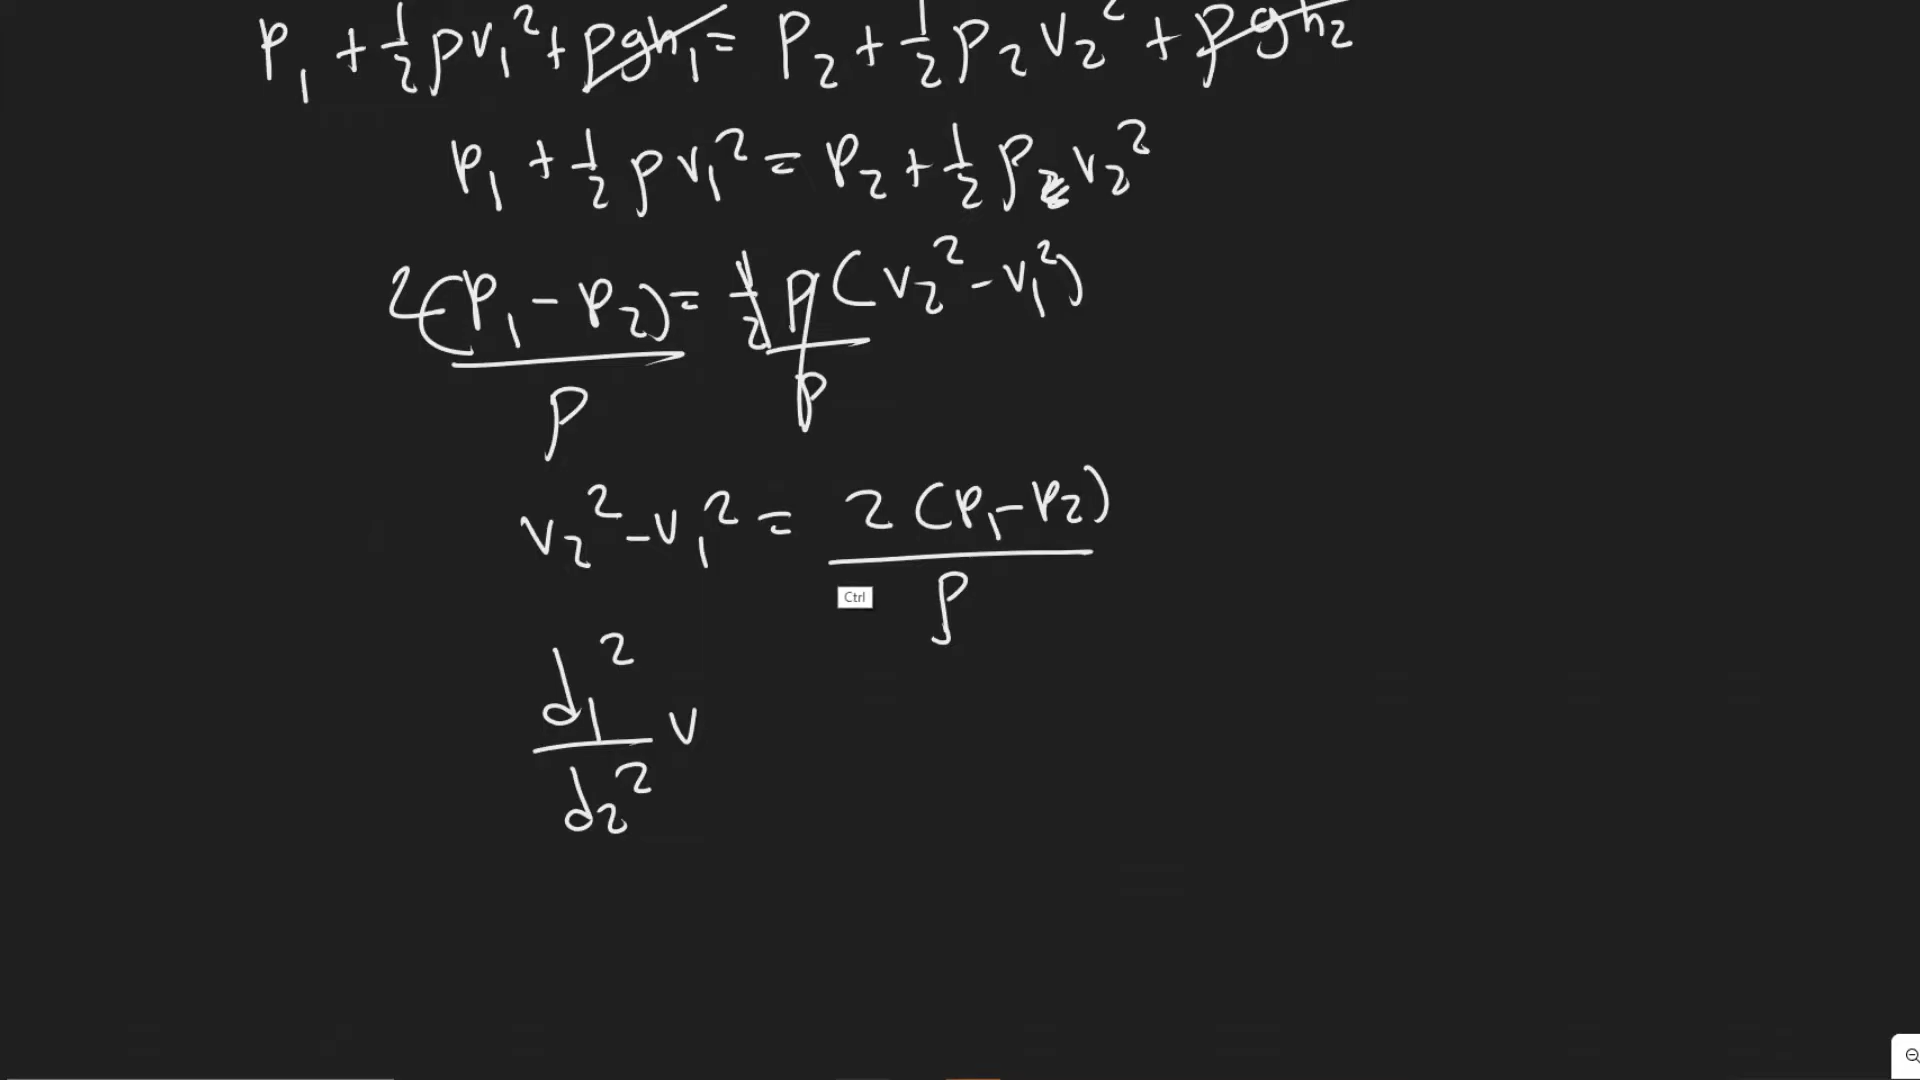 P₁ + ½ρv₁² + ρgh₁ = P₂ + ½ρ₂v₂² + ρgh₂
P₁ + ½ρv₁² = P₂ + ½ρ₂v₂²
2(P₁ - P₂)/ρ = ½ρ(v₂² - v₁²)/ρ
v₂² - v₁² = 2(P₁ - P₂)/ρ
Ctrl
d₁²/d₂² v